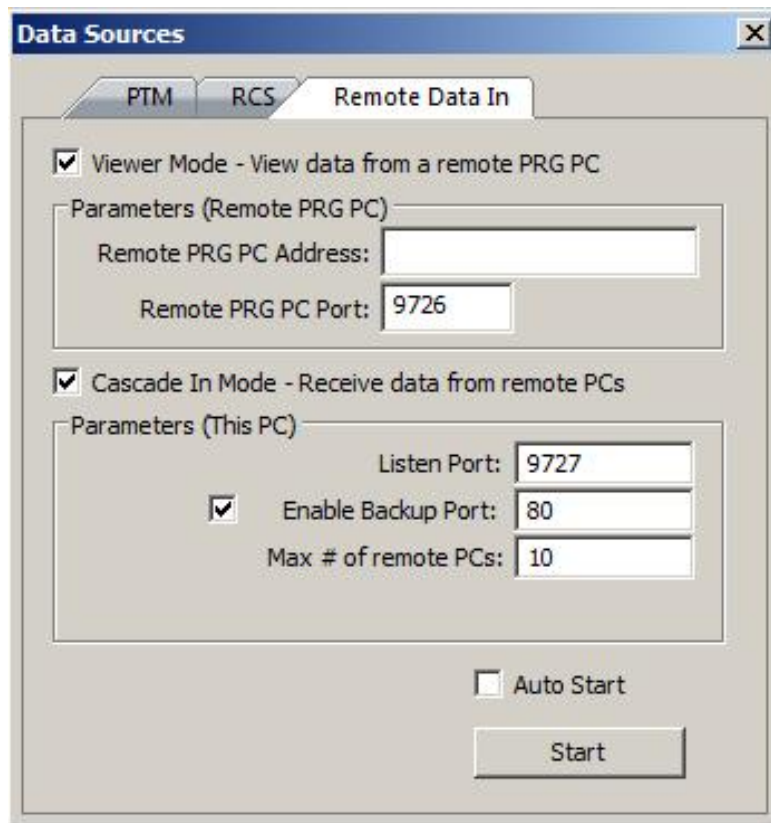 Data Sources
PTM RCS Remote Data In
Viewer Mode - View data from a remote PRG PC
Parameters (Remote PRG PC)
Remote PRG PC Address:
Remote PRG PC Port: 9726
Cascade In Mode - Receive data from remote PCs
Parameters (This PC)
Listen Port: 9727
Enable Backup Port: 80
Max # of remote PCs: 10
Auto Start
Start